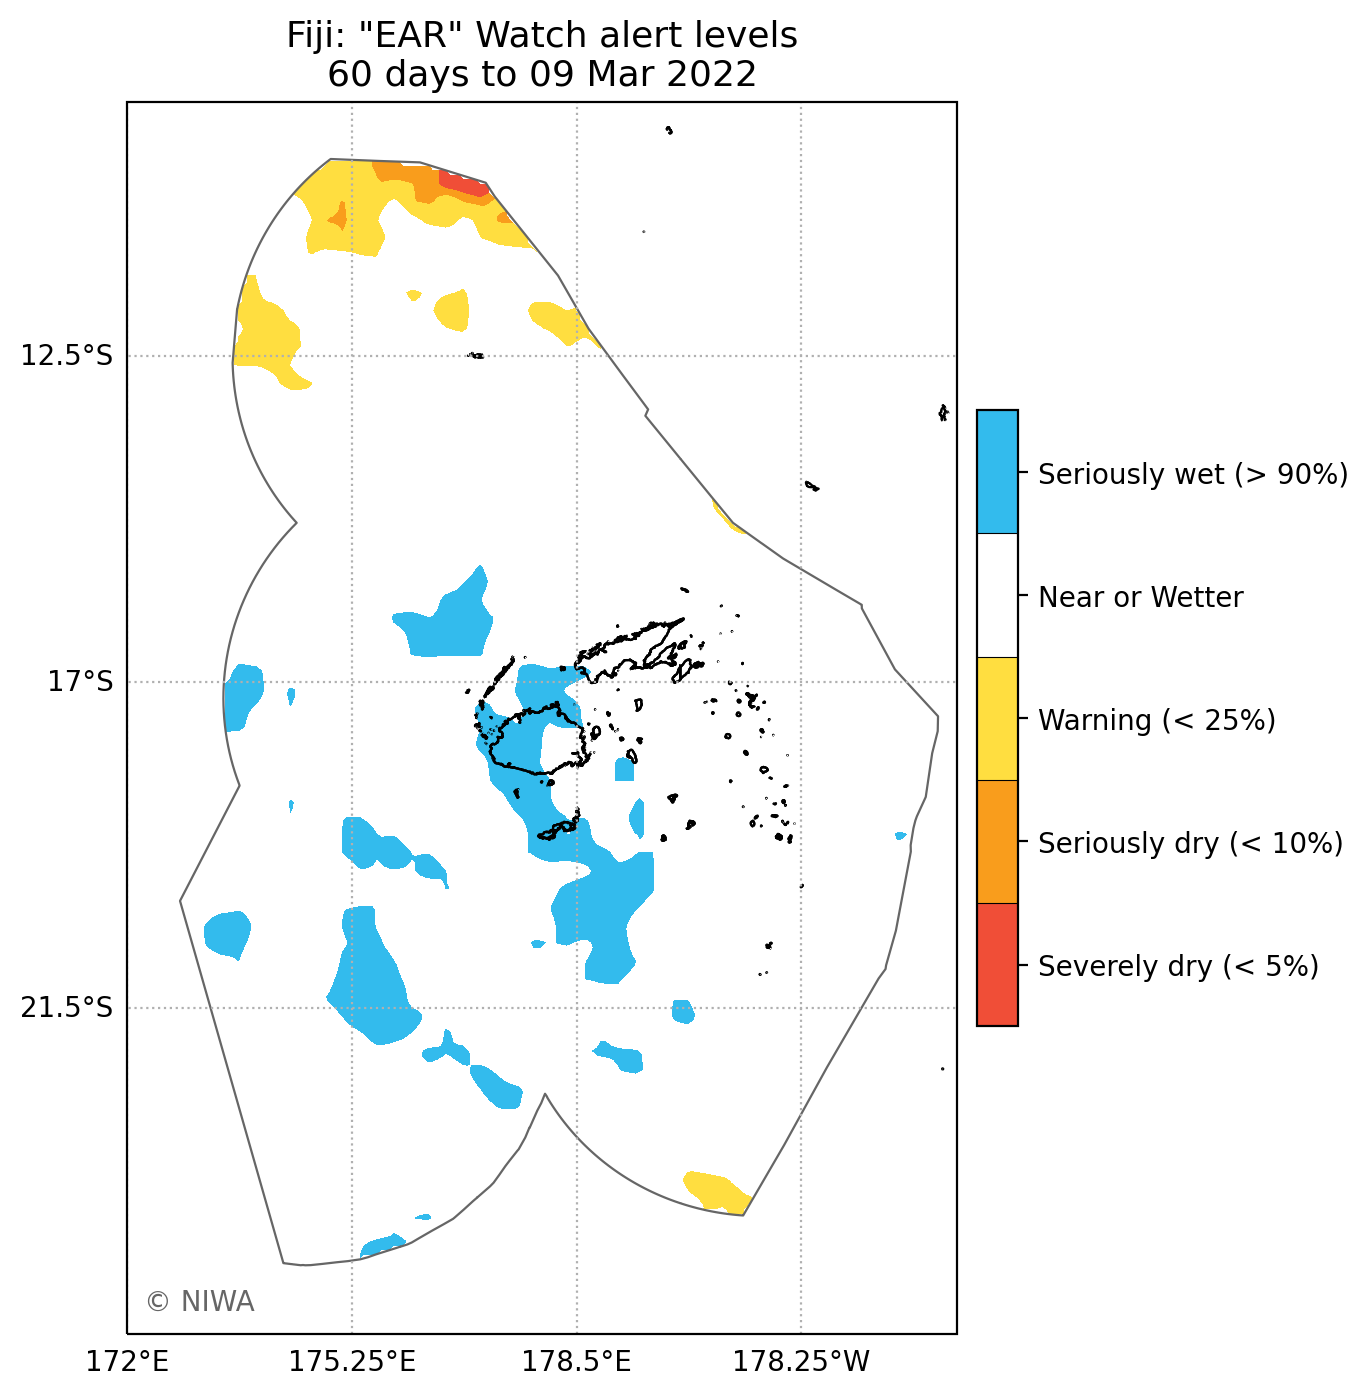 Fiji: "EAR" Watch alert levels
60 days to 09 Mar 2022
12.5°S
17°S
21.5°S
172°E
175.25°E
178.5°E
178.25°W
Seriously wet (> 90%)
Near or Wetter
Warning (< 25%)
Seriously dry (< 10%)
Severely dry (< 5%)
© NIWA